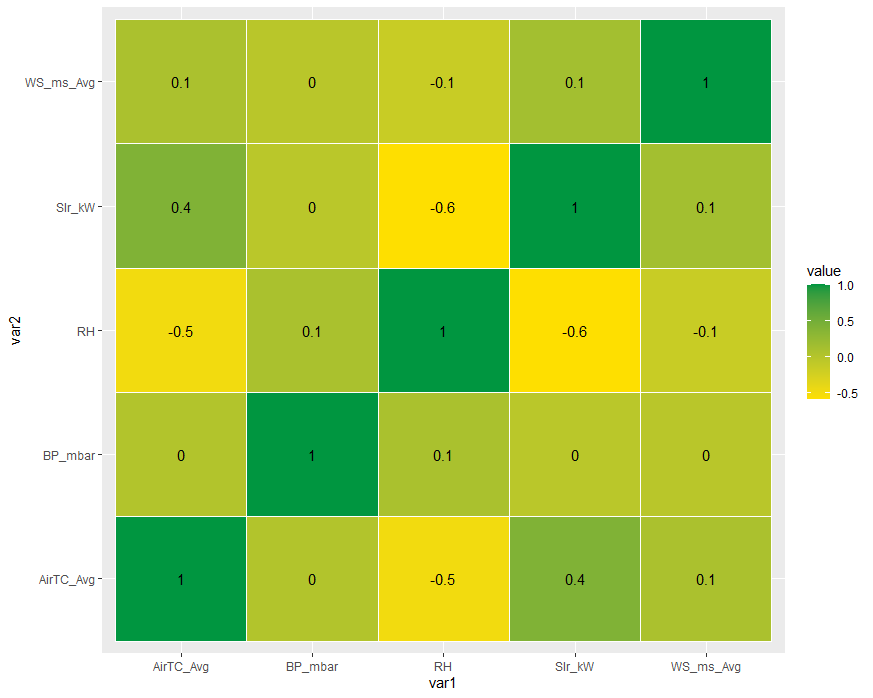 WS_ms_Avg 0.1 0 -0.1 0.1 1
Slr_kW 0.4 0 -0.6 1 0.1
RH -0.5 0.1 1 -0.6 -0.1
BP_mbar 0 1 0.1 0 0
AirTC_Avg 1 0 -0.5 0.4 0.1
AirTC_Avg BP_mbar RH Slr_kW WS_ms_Avg
var1
var2
value
1.0
0.5
0.0
-0.5